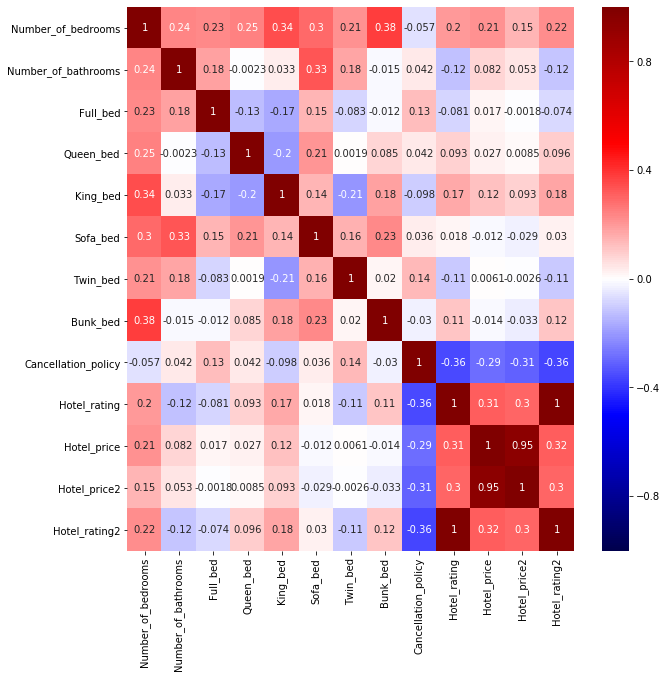 Number_of_bedrooms 1 0.24 0.23 0.25 0.34 0.3 0.21 0.38 -0.057 0.2 0.21 0.15 0.22
Number_of_bathrooms 0.24 1 0.18 -0.0023 0.033 0.33 0.18 -0.015 0.042 -0.12 0.082 0.053 -0.12
Full_bed 0.23 0.18 1 -0.13 -0.17 0.15 -0.083 -0.012 0.13 -0.081 0.017 -0.0018 -0.074
Queen_bed 0.25 -0.0023 -0.13 1 -0.2 0.21 0.0019 0.085 0.042 0.093 0.027 0.0085 0.096
King_bed 0.34 0.033 -0.17 -0.2 1 0.14 -0.21 0.18 -0.098 0.17 0.12 0.093 0.18
Sofa_bed 0.3 0.33 0.15 0.21 0.14 1 0.16 0.23 0.036 0.018 -0.012 -0.029 0.03
Twin_bed 0.21 0.18 -0.083 0.0019 -0.21 0.16 1 0.02 0.14 -0.11 0.0061 -0.0026 -0.11
Bunk_bed 0.38 -0.015 -0.012 0.085 0.18 0.23 0.02 1 -0.03 0.11 -0.014 -0.033 0.12
Cancellation_policy -0.057 0.042 0.13 0.042 -0.098 0.036 0.14 -0.03 1 -0.36 -0.29 -0.31 -0.36
Hotel_rating 0.2 -0.12 -0.081 0.093 0.17 0.018 -0.11 0.11 -0.36 1 0.31 0.3 1
Hotel_price 0.21 0.082 0.017 0.027 0.12 -0.012 0.0061 -0.014 -0.29 0.31 1 0.95 0.32
Hotel_price2 0.15 0.053 -0.0018 0.0085 0.093 -0.029 -0.0026 -0.033 -0.31 0.3 0.95 1 0.3
Hotel_rating2 0.22 -0.12 -0.074 0.096 0.18 0.03 -0.11 0.12 -0.36 1 0.32 0.3 1
Number_of_bedrooms
Number_of_bathrooms
Full_bed
Queen_bed
King_bed
Sofa_bed
Twin_bed
Bunk_bed
Cancellation_policy
Hotel_rating
Hotel_price
Hotel_price2
Hotel_rating2
0.8
0.4
0.0
−0.4
−0.8